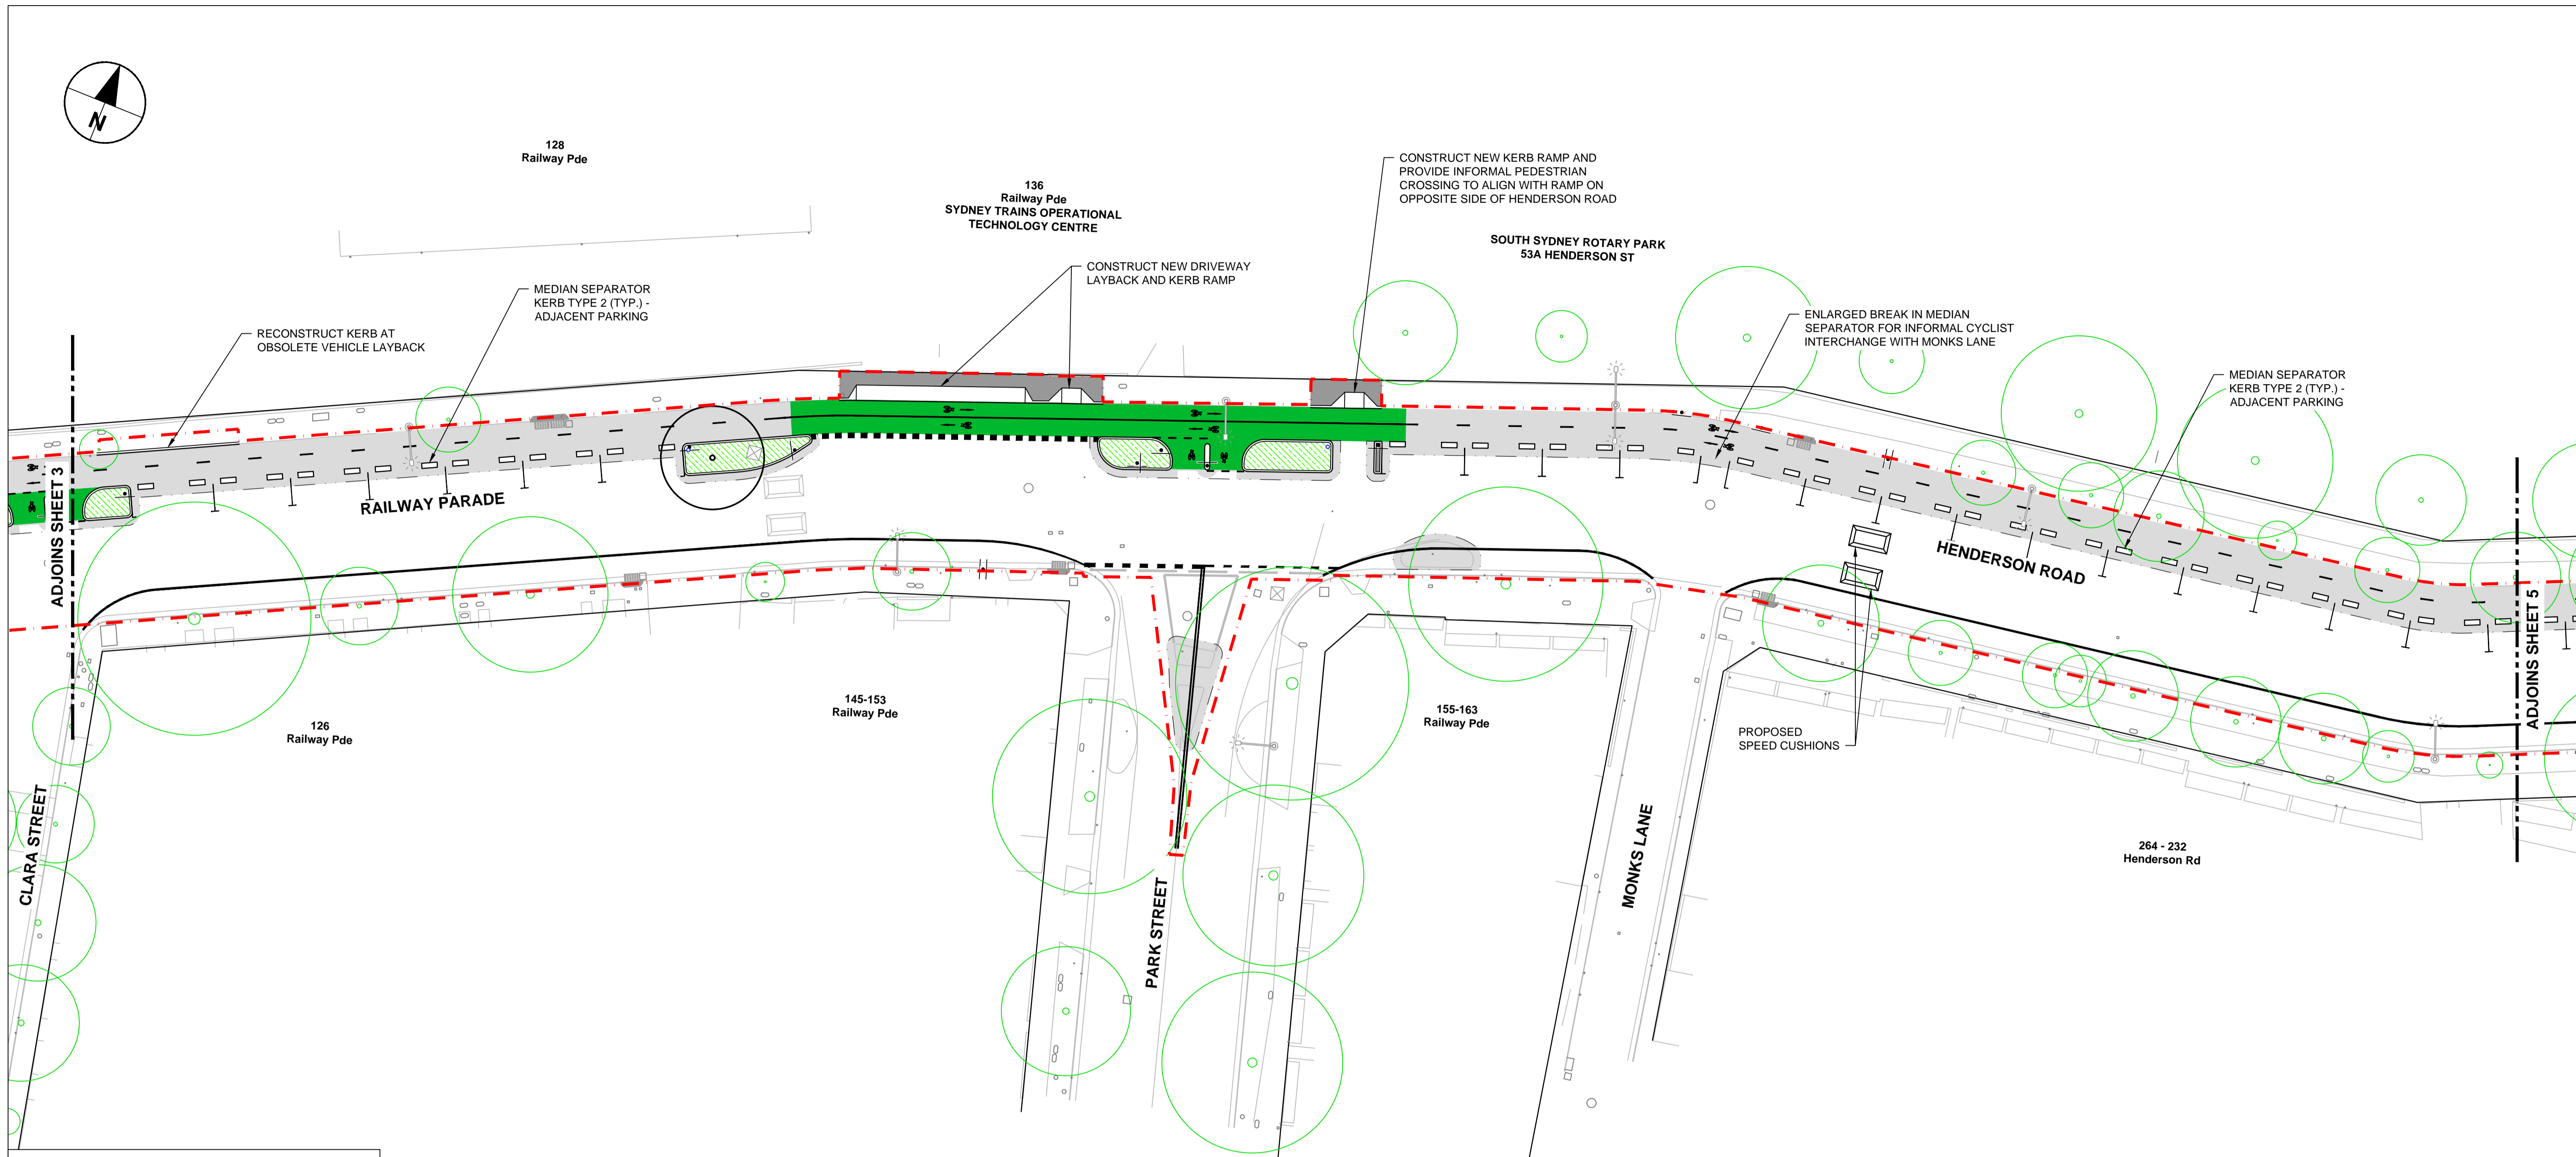 N
128
Railway Pde
136
Railway Pde
SYDNEY TRAINS OPERATIONAL
TECHNOLOGY CENTRE
CONSTRUCT NEW KERB RAMP AND
PROVIDE INFORMAL PEDESTRIAN
CROSSING TO ALIGN WITH RAMP ON
OPPOSITE SIDE OF HENDERSON ROAD
SOUTH SYDNEY ROTARY PARK
53A HENDERSON ST
CONSTRUCT NEW DRIVEWAY
LAYBACK AND KERB RAMP
MEDIAN SEPARATOR
KERB TYPE 2 (TYP.) -
ADJACENT PARKING
RECONSTRUCT KERB AT
OBSOLETE VEHICLE LAYBACK
ENLARGED BREAK IN MEDIAN
SEPARATOR FOR INFORMAL CYCLIST
INTERCHANGE WITH MONKS LANE
MEDIAN SEPARATOR
KERB TYPE 2 (TYP.) -
ADJACENT PARKING
ADJOINS SHEET 3
RAILWAY PARADE
HENDERSON ROAD
ADJOINS SHEET 5
126
Railway Pde
145-153
Railway Pde
155-163
Railway Pde
PROPOSED
SPEED CUSHIONS
CLARA STREET
PARK STREET
MONKS LANE
264 - 232
Henderson Rd